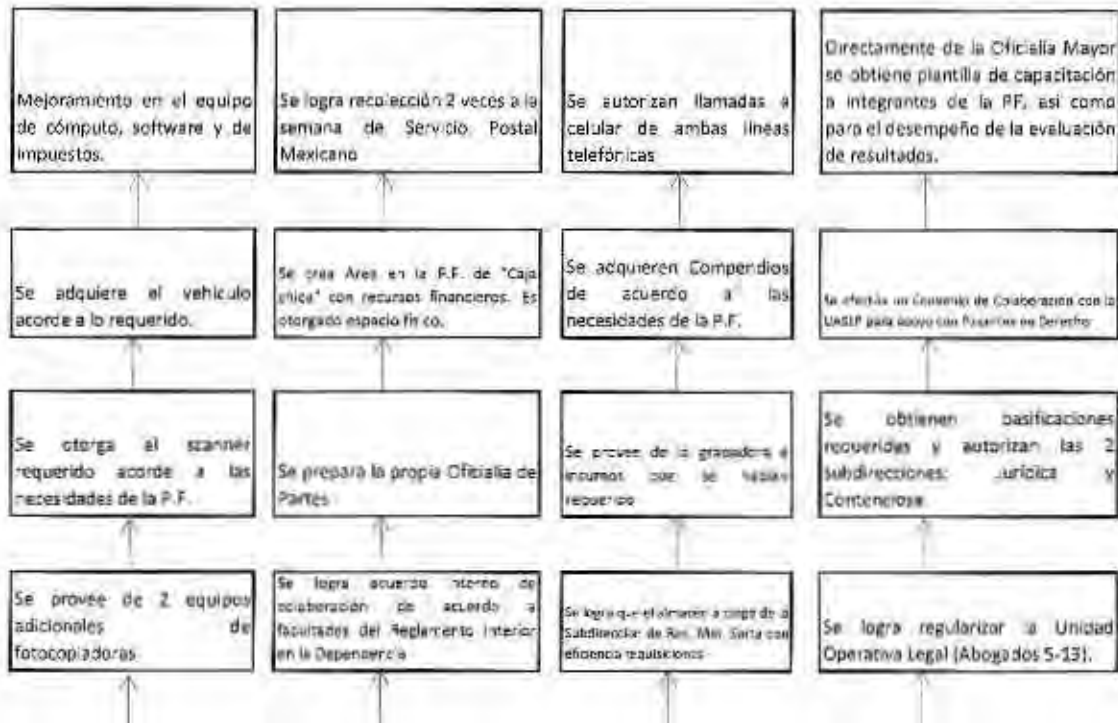 Mejoramiento en el equipo
de cómputo, software y de
impuestos.
Se logra recolección 2 veces a la
semana de Servicio Postal
Mexicano
Se autorizan llamadas a
celular de ambas líneas
telefónicas
Directamente de la Oficialía Mayor
se obtiene plantilla de capacitación
a integrantes de la PF, así como
para el desempeño de la evaluación
de resultados.
Se adquiere el vehículo
acorde a lo requerido.
Se crea Area en la P.F. de "Caja
chica" con recursos financieros. Es
otorgado espacio físico.
Se adquieren Compendios
de acuerdo a las
necesidades de la P.F.
Se efectúa un Convenio de Colaboración con la
UASLP para apoyo con Pasantes en Derecho
Se otorga el scanner
requerido acorde a las
necesidades de la P.F.
Se prepara la propia Oficialía de
Partes
Se provee de la grabadora e
insumos que se habían
requerido
Se obtienen basificaciones
requeridas y autorizan las 2
subdirecciones: Jurídica y
Contenciosa.
Se provee de 2 equipos
adicionales de
fotocopiadoras
Se logra acuerdo interno de
colaboración de acuerdo a
facultades del Reglamento Interior
en la Dependencia
Se logra que el almacén a cargo de la
Subdirección de Rec. Mat. Surta con
eficiencia requisiciones
Se logra regularizar la Unidad
Operativa Legal (Abogados 5-13).